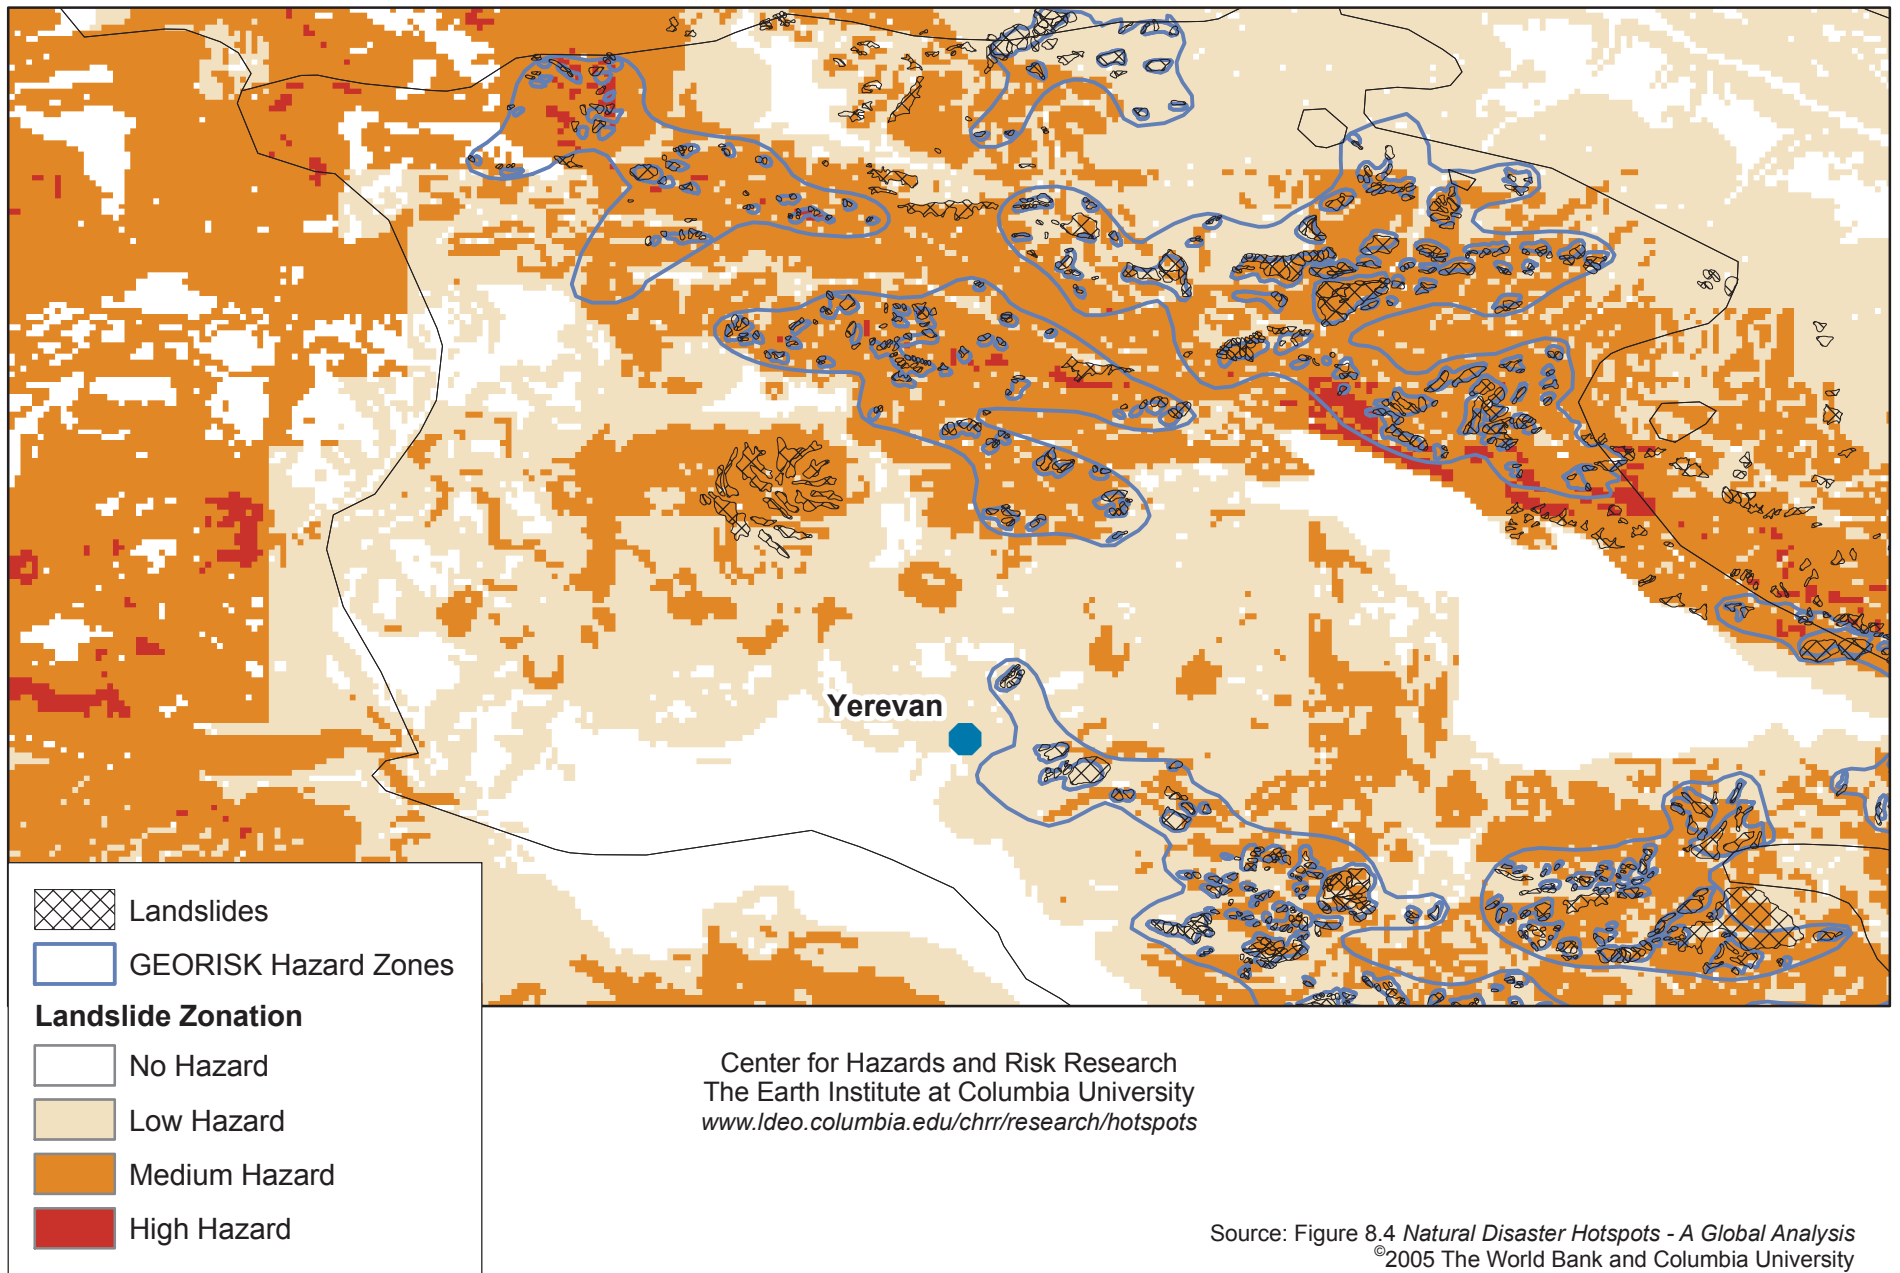 Yerevan
Landslides
GEORISK Hazard Zones
Landslide Zonation
No Hazard
Low Hazard
Medium Hazard
High Hazard
Center for Hazards and Risk Research
The Earth Institute at Columbia University
www.ldeo.columbia.edu/chrr/research/hotspots
Source: Figure 8.4 Natural Disaster Hotspots - A Global Analysis
©2005 The World Bank and Columbia University